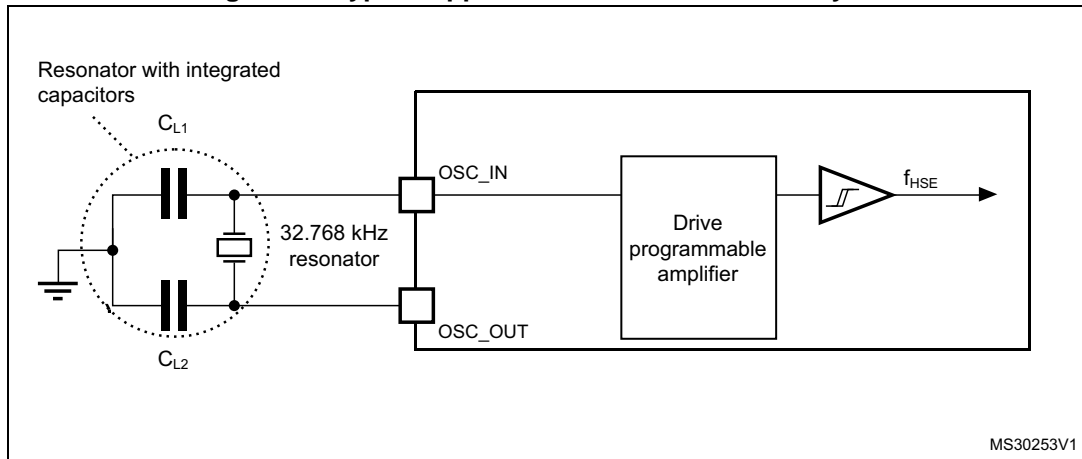 Resonator with integrated
capacitors
CL1
OSC_IN
fHSE
Drive
programmable
amplifier
32.768 kHz
resonator
OSC_OUT
CL2
MS30253V1